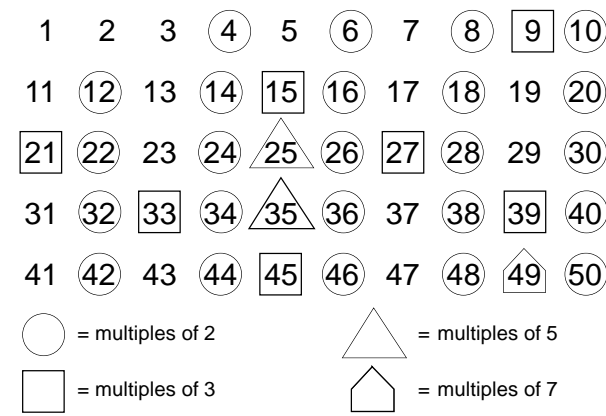 1 2 3 4 5 6 7 8 9 10
11 12 13 14 15 16 17 18 19 20
21 22 23 24 25 26 27 28 29 30
31 32 33 34 35 36 37 38 39 40
41 42 43 44 45 46 47 48 49 50
= multiples of 2 = multiples of 5
= multiples of 3 = multiples of 7